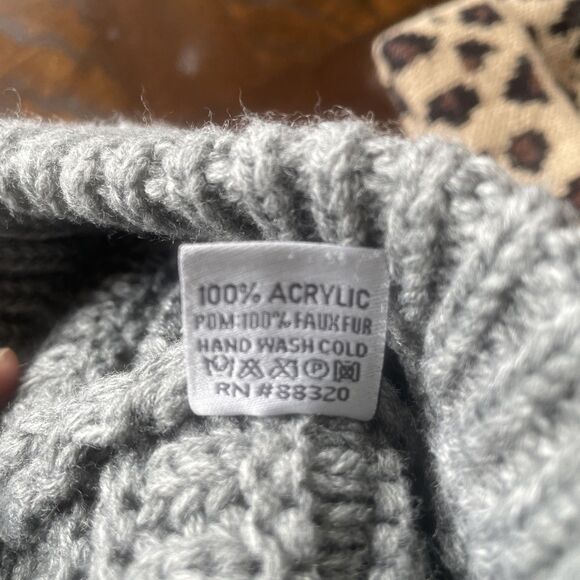 100% ACRYLIC
POM:100% FAUX FUR
HAND WASH COLD
P
RN #88320